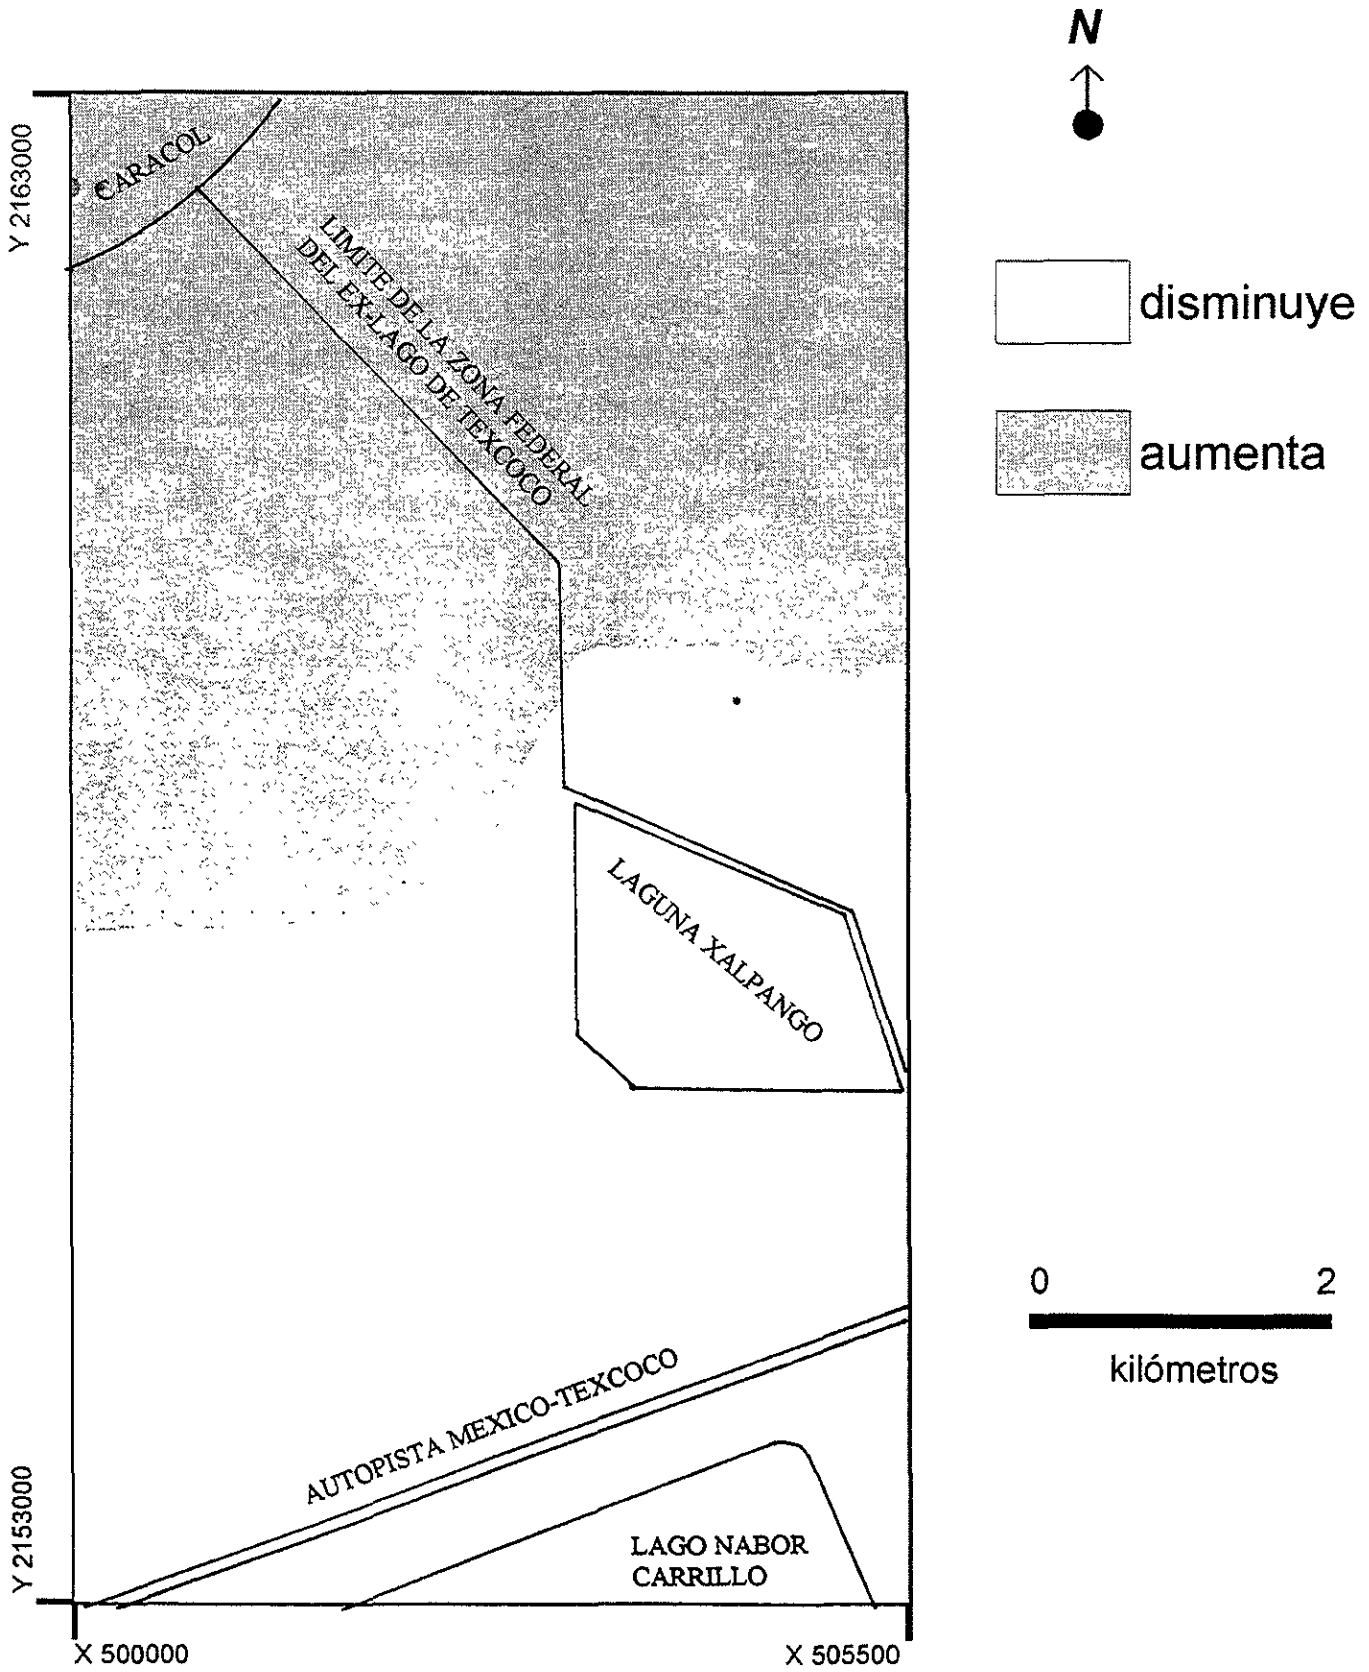 N
Y 2163000
CARACOL
LIMITE DE LA ZONA FEDERAL
DEL EX-LAGO DE TEXCOCO
disminuye
aumenta
LAGUNA XALPANGO
0 2
kilómetros
AUTOPISTA MEXICO-TEXCOCO
LAGO NABOR
CARRILLO
Y 2153000
X 500000
X 505500